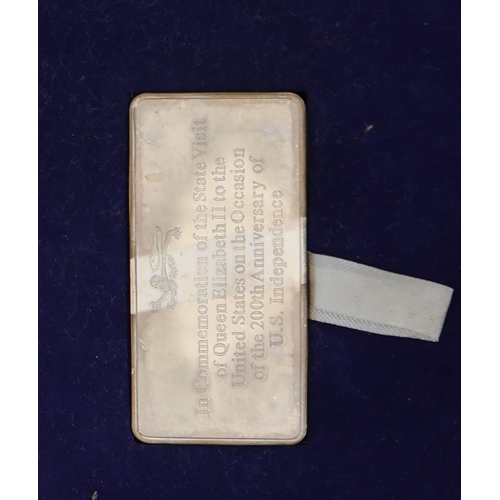 In Commemoration of the State Visit
of Queen Elizabeth II to the
United States on the Occasion
of the 200th Anniversary of
U.S. Independence